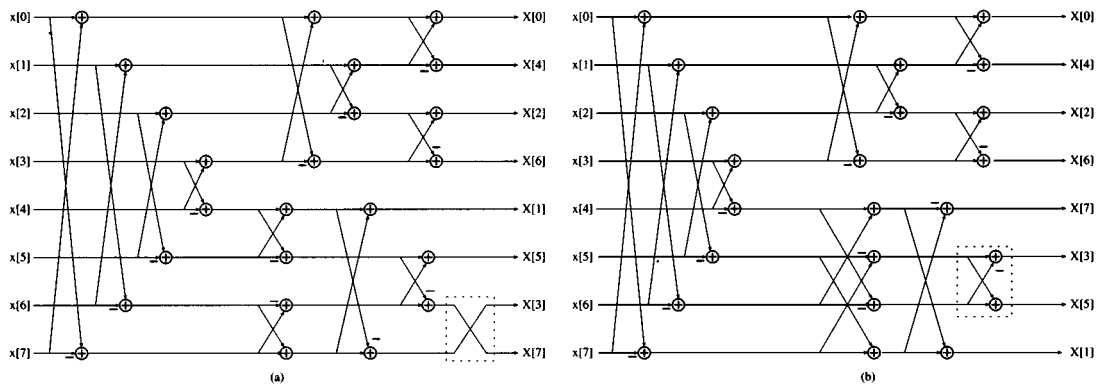 x[0] X[0] x[0] X[0]
x[1] X[4] x[1] X[4]
x[2] X[2] x[2] X[2]
x[3] X[6] x[3] X[6]
x[4] X[1] x[4] X[7]
x[5] X[5] x[5] X[3]
x[6] X[3] x[6] X[5]
x[7] X[7] x[7] X[1]
(a) (b)